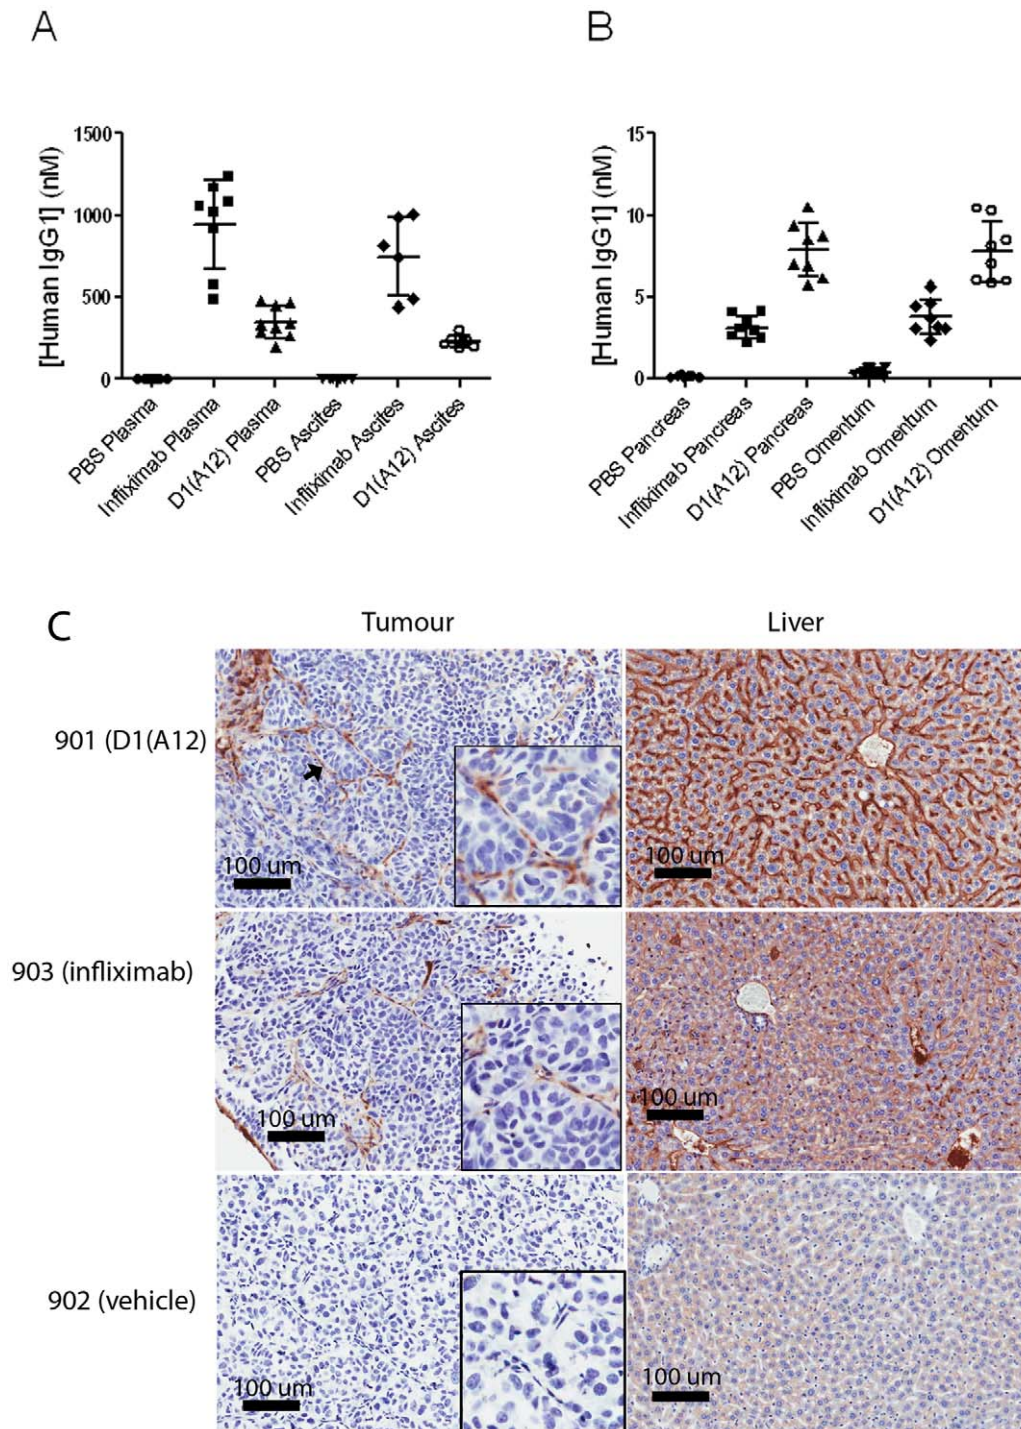 A
B
[Human IgG1] (nM)
1500
1000
500
0
PBS Plasma
Infliximab Plasma
D1(A12) Plasma
PBS Ascites
Infliximab Ascites
D1(A12) Ascites
[Human IgG1] (nM)
15
10
5
0
PBS Pancreas
Infliximab Pancreas
D1(A12) Pancreas
PBS Omentum
Infliximab Omentum
D1(A12) Omentum
C
Tumour
Liver
901 (D1(A12)
100 um
100 um
903 (infliximab)
100 um
100 um
902 (vehicle)
100 um
100 um